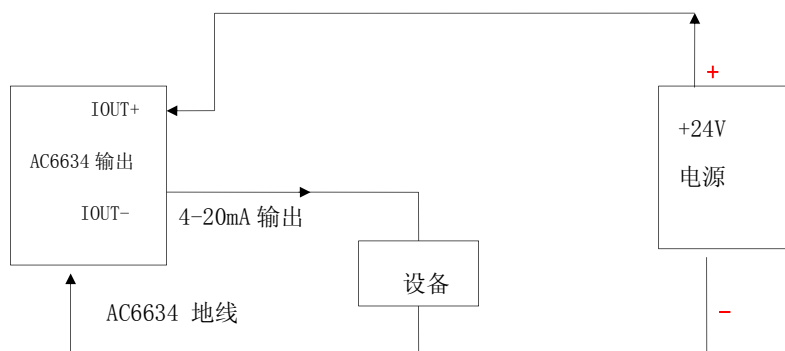 +
IOUT+
+24V
AC6634 输出
电源
IOUT-
4-20mA 输出
设备
AC6634 地线
-